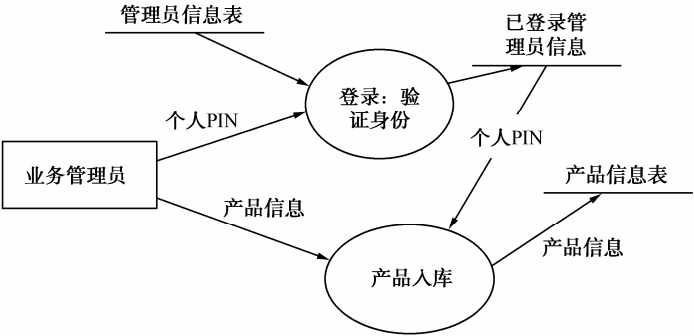 管理员信息表
已登录管
理员信息
登录：验
证身份
个人PIN
个人PIN
业务管理员
产品信息表
产品信息
产品信息
产品入库